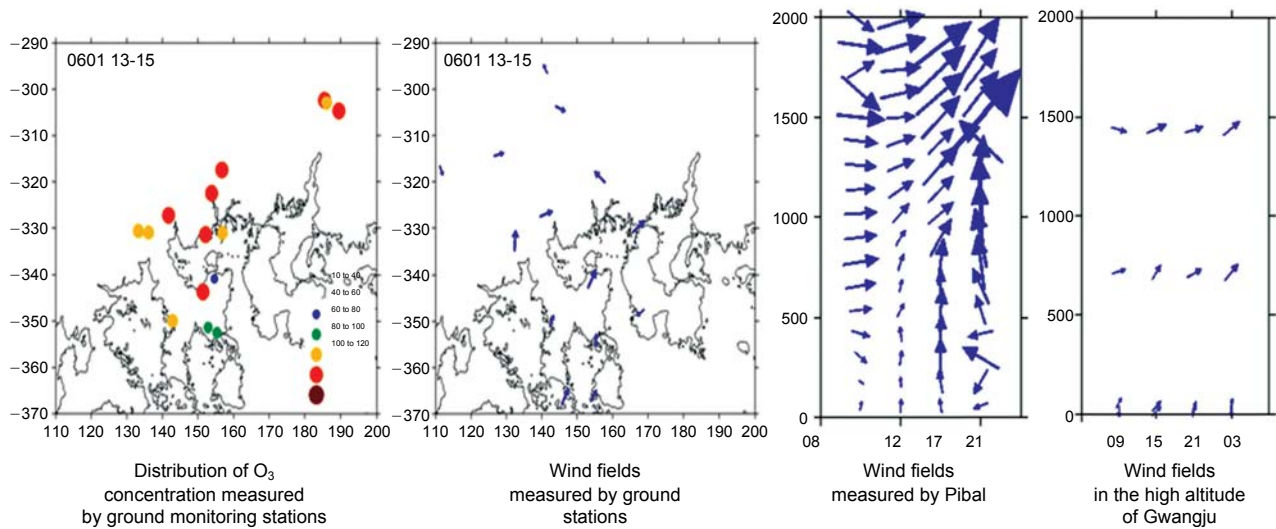 0601 13-15
−290
−300
−310
−320
−330
−340
−350
−360
−370
110 120 130 140 150 160 170 180 190 200
10 to 40
40 to 60
60 to 80
80 to 100
100 to 120
Distribution of O₃
concentration measured
by ground monitoring stations
0601 13-15
−290
−300
−310
−320
−330
−340
−350
−360
−370
110 120 130 140 150 160 170 180 190 200
Wind fields
measured by ground
stations
2000
1500
1000
500
0
08 12 17 21
Wind fields
measured by Pibal
2000
1500
1000
500
0
09 15 21 03
Wind fields
in the high altitude
of Gwangju